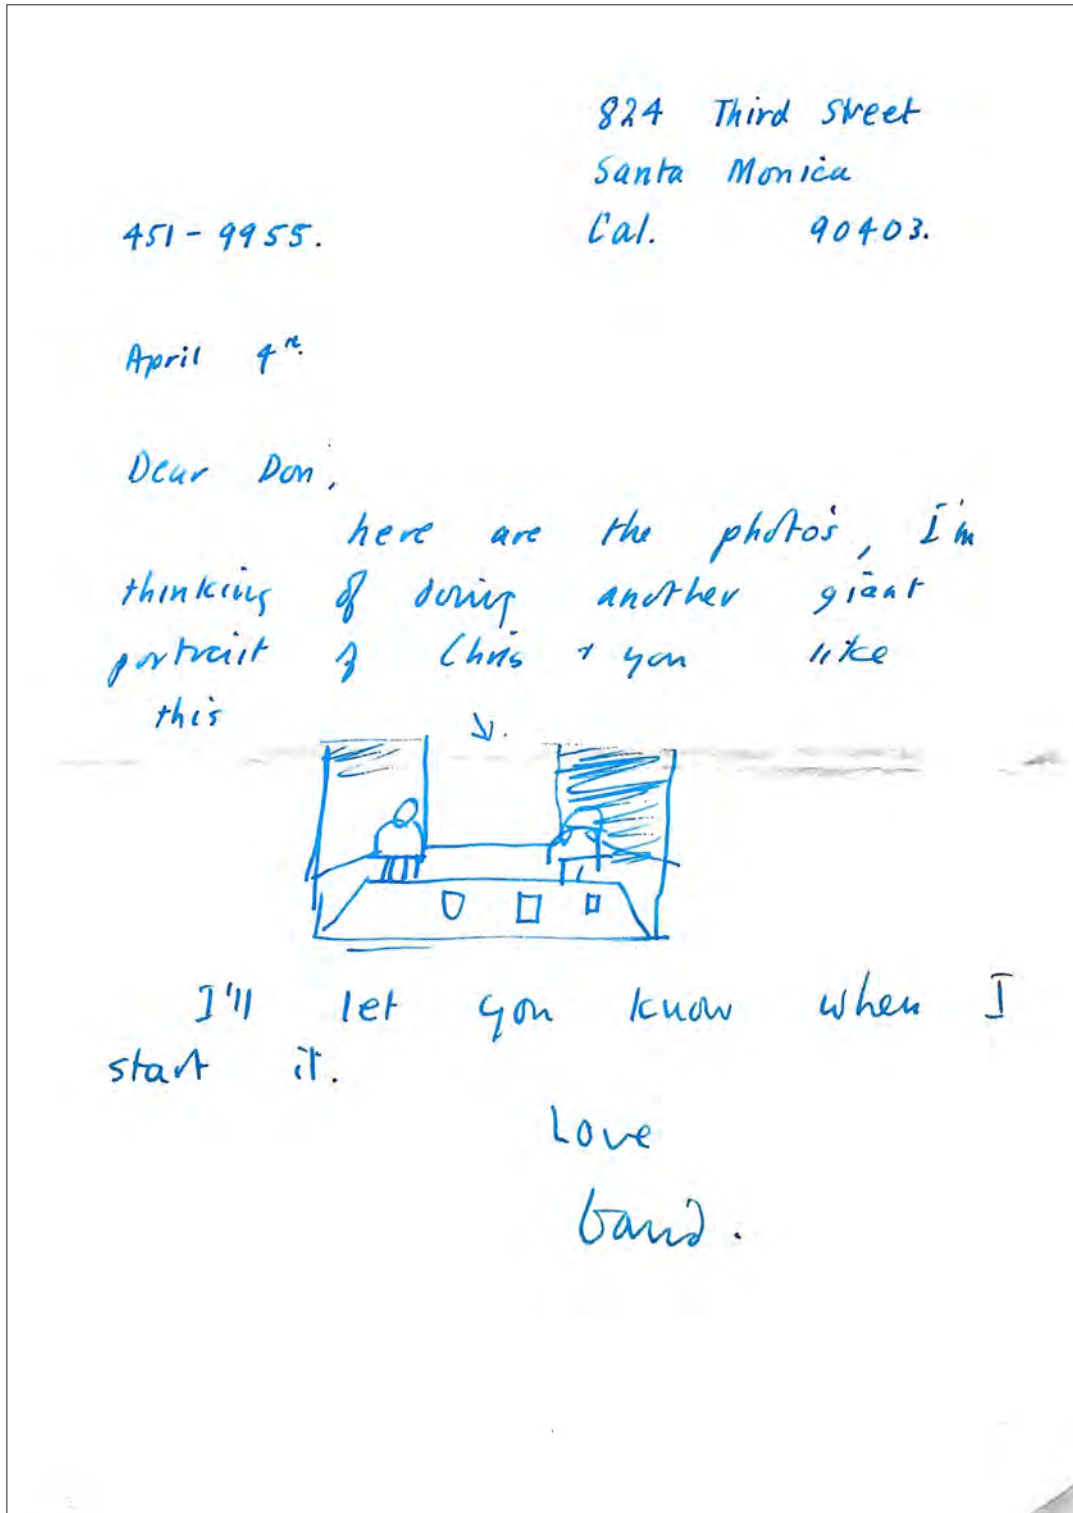 824 Third Street
Santa Monica
451-9955.
Cal. 90403.
April 4th.
Dear Don,
here are the photo's, I'm
thinking of doing another giant
portrait of Chris + you like
this
I'll let you know when I
start it.
Love
David.